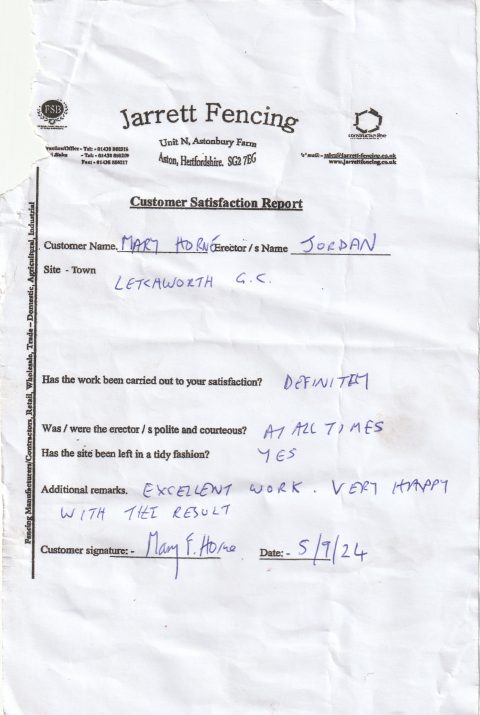 FSB
Jarrett Fencing
Unit N, Astonbury Farm
Aston, Hertfordshire. SG2 7EG
constructionline
Customer Satisfaction Report
Customer Name. MARY HORNE Erector / s Name JORDAN
Site - Town
LETCHWORTH G.C.
Has the work been carried out to your satisfaction? DEFINITLY
Was / were the erector / s polite and courteous? AT ALL TIMES
Has the site been left in a tidy fashion? YES
Additional remarks. EXCELLENT WORK. VERY HAPPY
WITH THE RESULT
Customer signature: - Mary F. Horne Date: - 5/9/24
Fencing Manufacturers/Contractors, Retail, Wholesale, Trade – Domestic, Agricultural, Industrial
www.jarrettfencing.co.uk